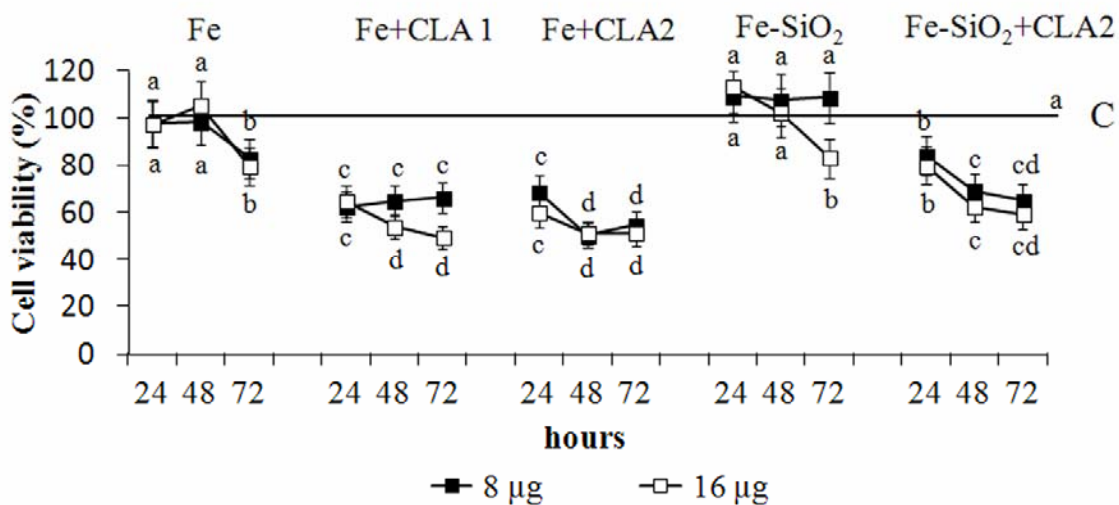 Fe Fe+CLA 1 Fe+CLA2 Fe-SiO₂ Fe-SiO₂+CLA2
Cell viability (%)
120
100
80
60
40
20
0
a a b
a a b
c c c
c d d
c d d
c d d
a a a
a a b
b c cd
b c cd
a C
24 48 72 24 48 72 24 48 72 24 48 72 24 48 72
hours
8 µg 16 µg